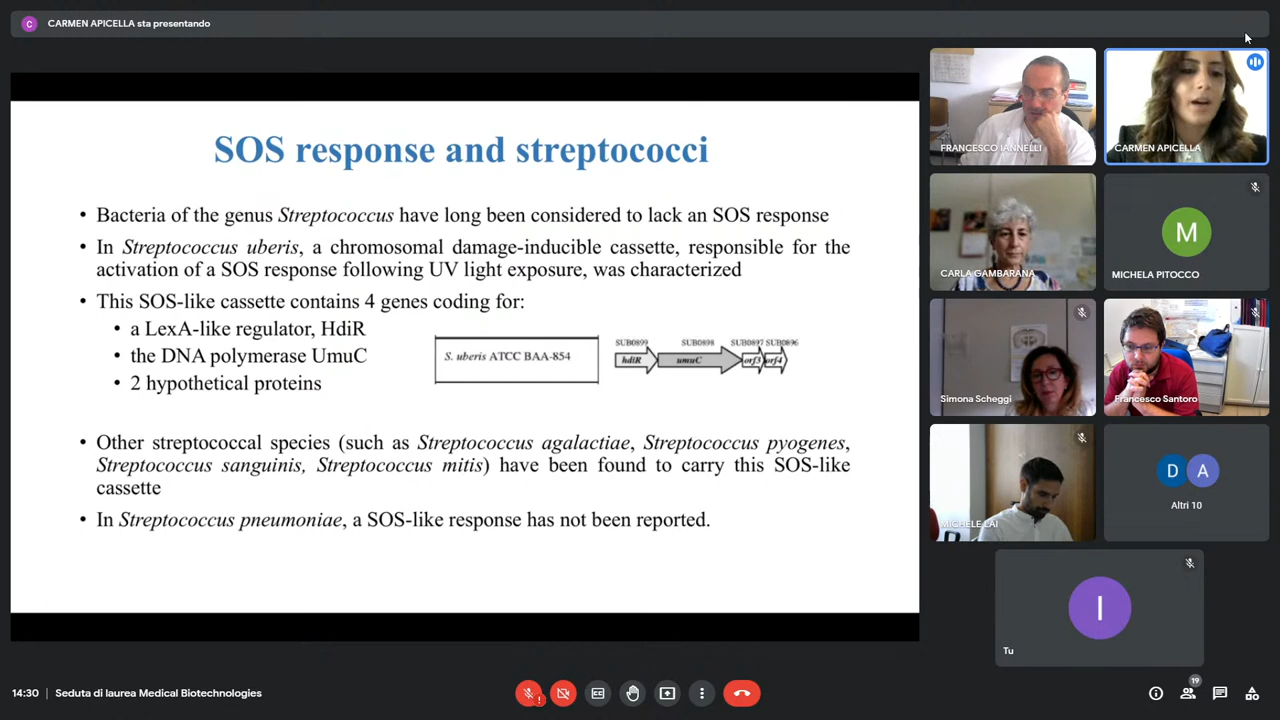 C
CARMEN APICELLA sta presentando
SOS response and streptococci
• Bacteria of the genus Streptococcus have long been considered to lack an SOS response
• In Streptococcus uberis, a chromosomal damage-inducible cassette, responsible for the
activation of a SOS response following UV light exposure, was characterized
• This SOS-like cassette contains 4 genes coding for:
• a LexA-like regulator, HdiR
• the DNA polymerase UmuC
• 2 hypothetical proteins
S. uberis ATCC BAA-854
SUB0899 SUB0898 SUB0897 SUB0896
hdiR umuC orf3 orf4
• Other streptococcal species (such as Streptococcus agalactiae, Streptococcus pyogenes,
Streptococcus sanguinis, Streptococcus mitis) have been found to carry this SOS-like
cassette
• In Streptococcus pneumoniae, a SOS-like response has not been reported.
FRANCESCO IANNELLI
CARMEN APICELLA
CARLA GAMBARANA
M
MICHELA PITOCCO
Simona Scheggi
Francesco Santoro
MICHELE LAI
D A
Altri 10
I
Tu
14:30 Seduta di laurea Medical Biotechnologies
19